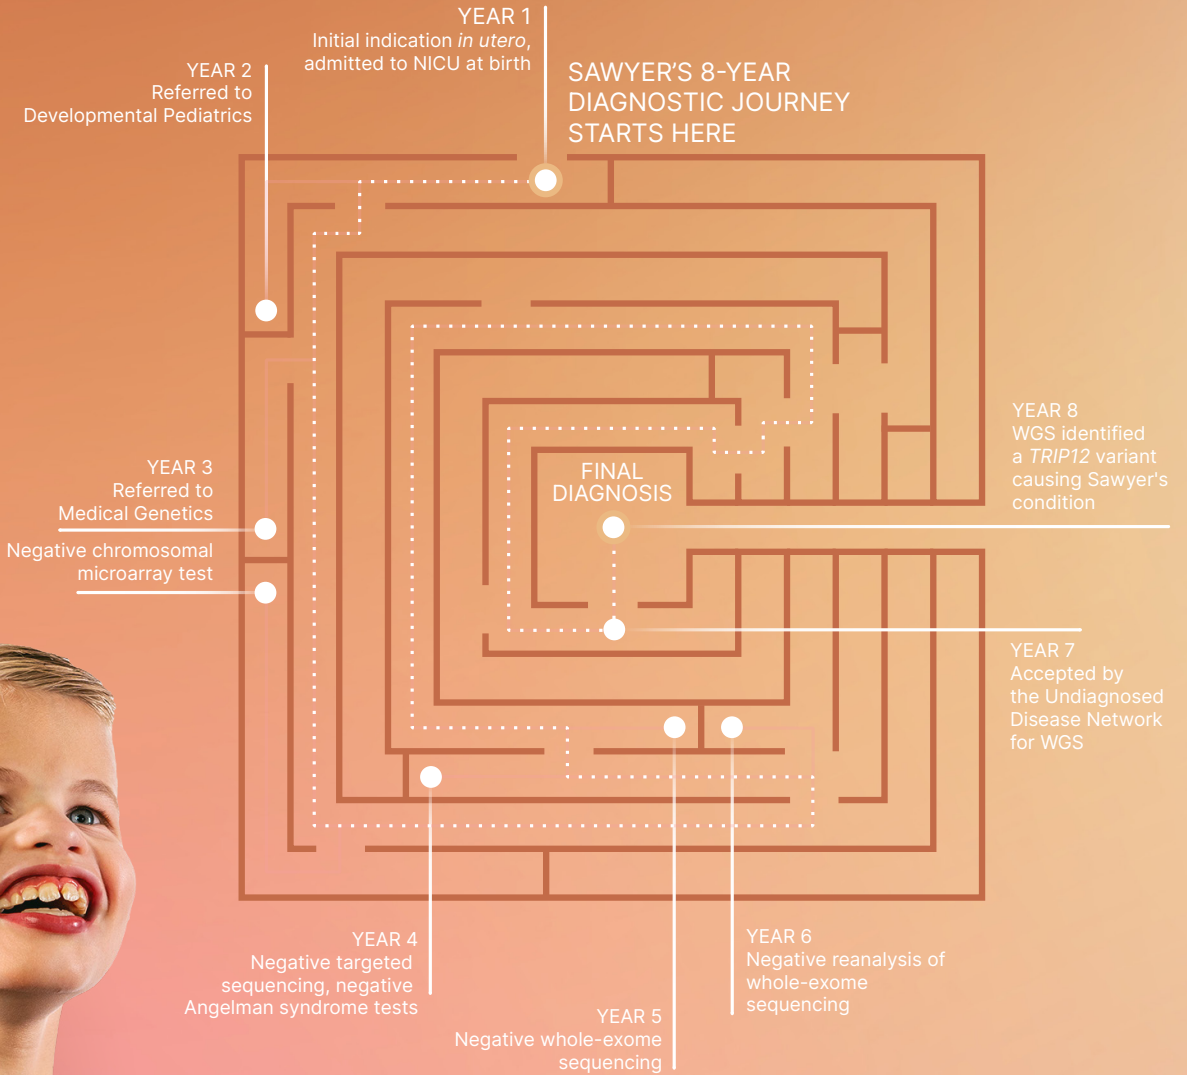 YEAR 1
Initial indication in utero,
admitted to NICU at birth
SAWYER'S 8-YEAR
DIAGNOSTIC JOURNEY
STARTS HERE
YEAR 2
Referred to
Developmental Pediatrics
YEAR 3
Referred to
Medical Genetics
Negative chromosomal
microarray test
FINAL
DIAGNOSIS
YEAR 8
WGS identified
a TRIP12 variant
causing Sawyer's
condition
YEAR 7
Accepted by
the Undiagnosed
Disease Network
for WGS
YEAR 4
Negative targeted
sequencing, negative
Angelman syndrome tests
YEAR 5
Negative whole-exome
sequencing
YEAR 6
Negative reanalysis of
whole-exome
sequencing